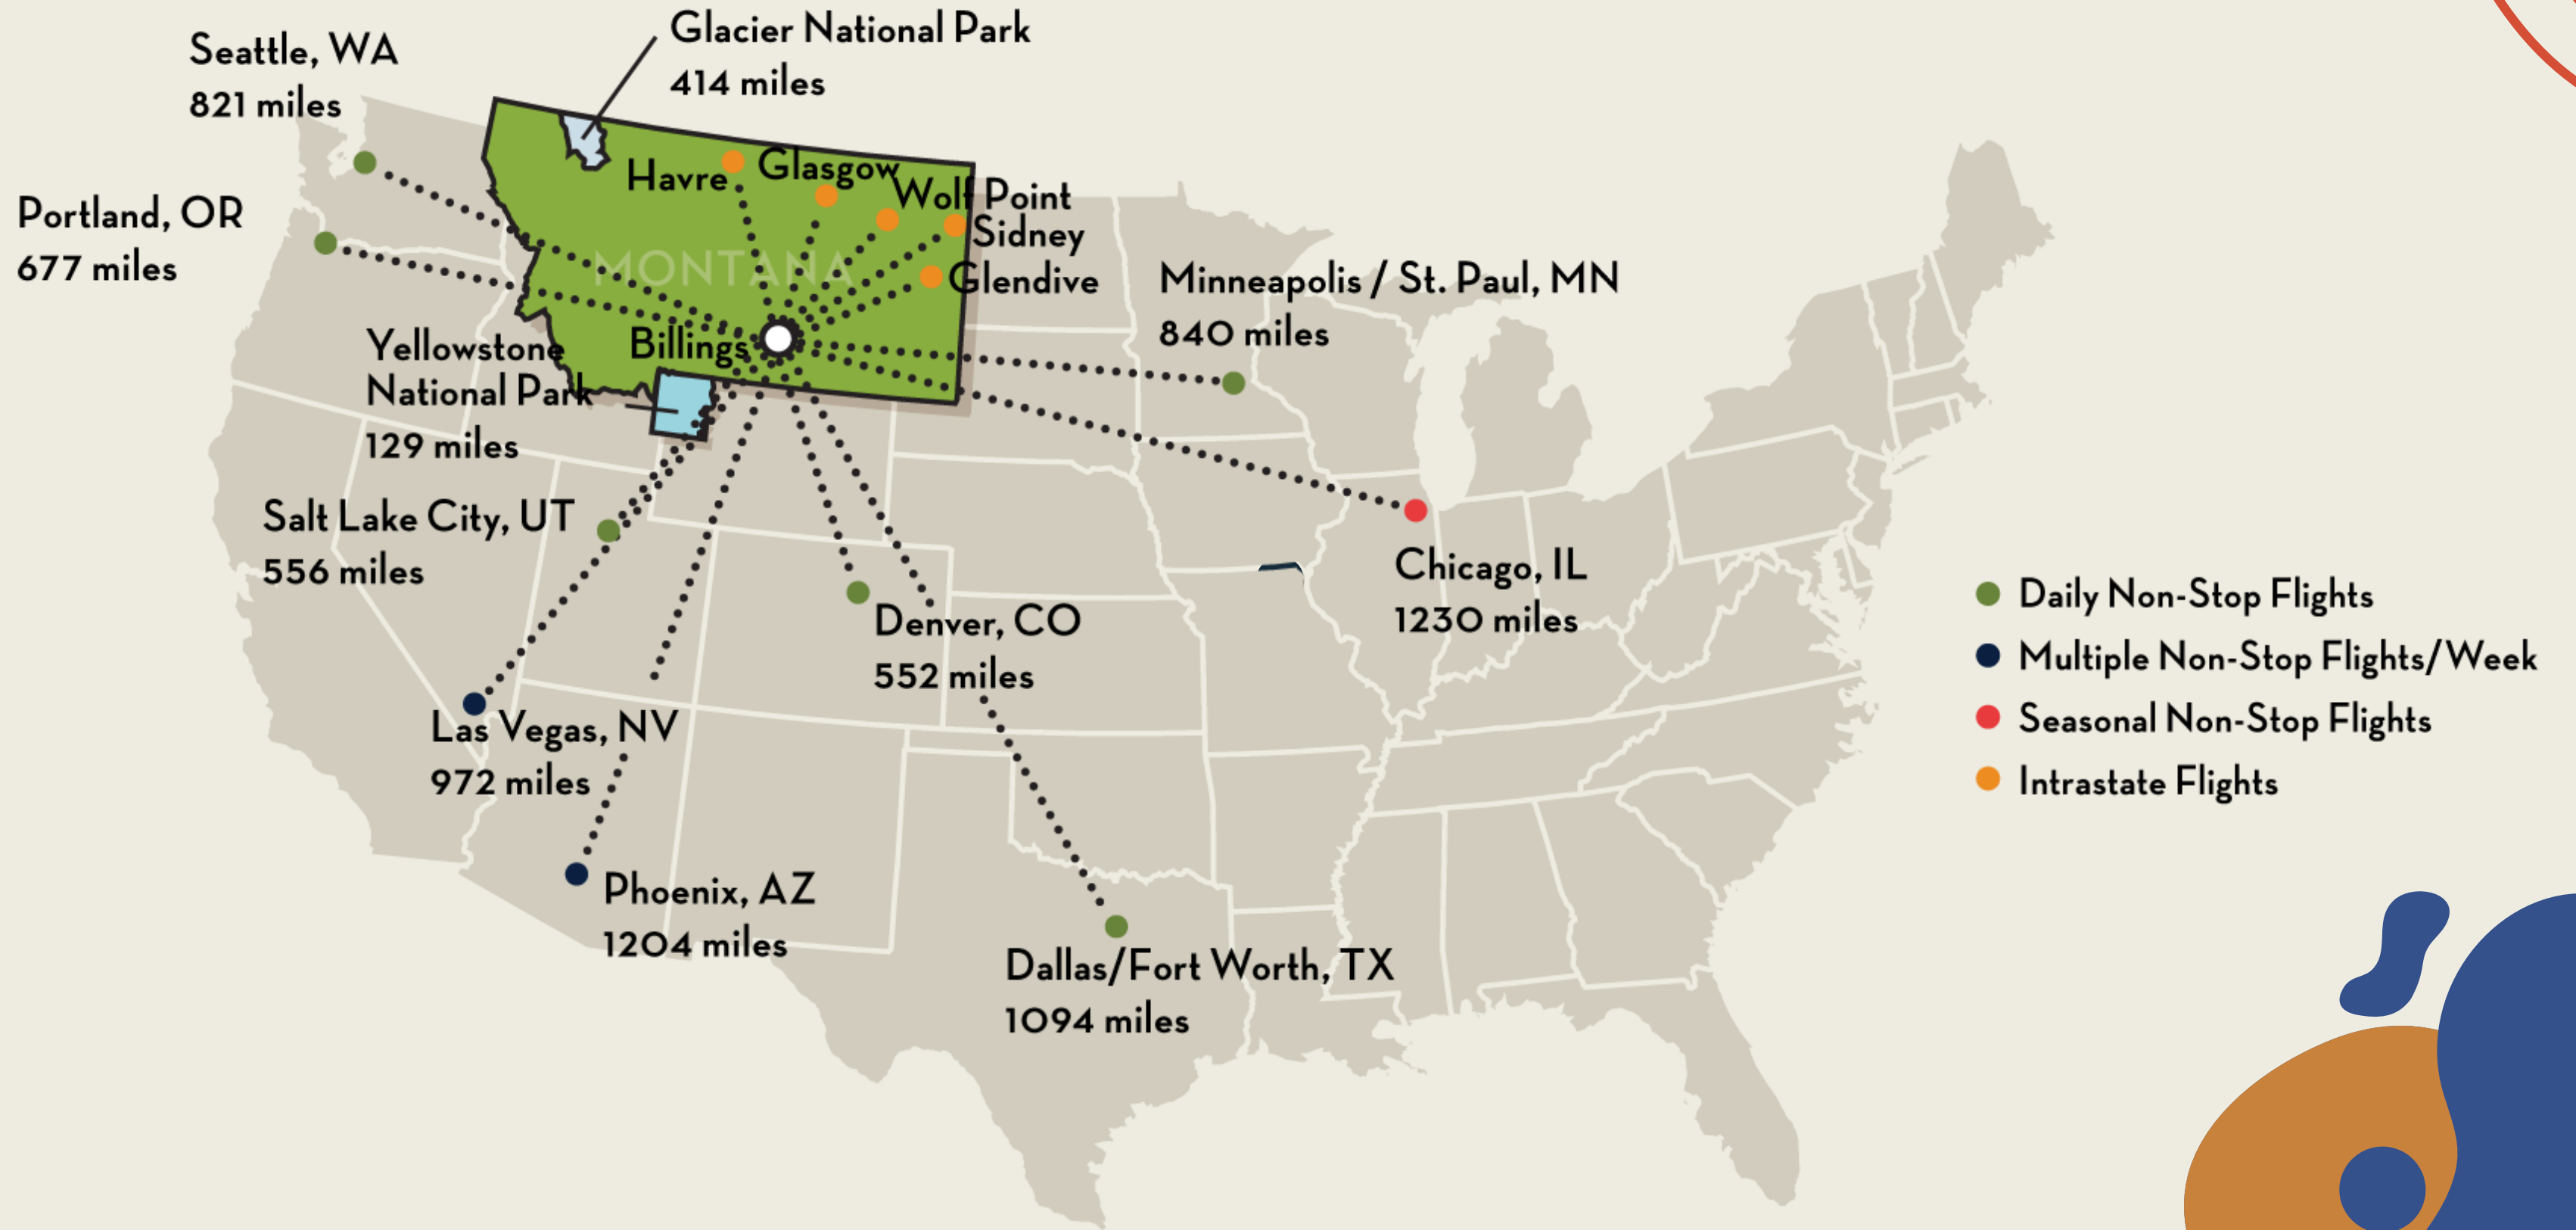 Glacier National Park
414 miles
Seattle, WA
821 miles
Portland, OR
677 miles
Havre
Glasgow
Wolf Point
Sidney
Glendive
MONTANA
Billings
Minneapolis / St. Paul, MN
840 miles
Yellowstone
National Park
129 miles
Salt Lake City, UT
556 miles
Denver, CO
552 miles
Chicago, IL
1230 miles
Las Vegas, NV
972 miles
Phoenix, AZ
1204 miles
Dallas/Fort Worth, TX
1094 miles
Daily Non-Stop Flights
Multiple Non-Stop Flights/Week
Seasonal Non-Stop Flights
Intrastate Flights